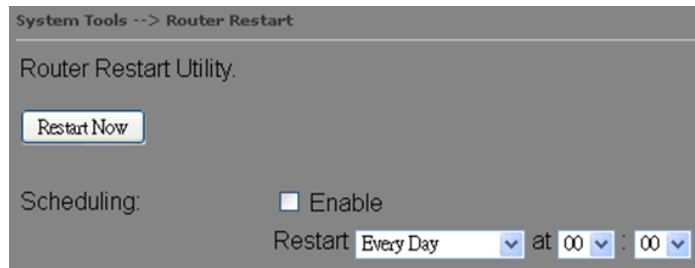 System Tools --> Router Restart
Router Restart Utility.
Restart Now
Scheduling: Enable
Restart Every Day at 00 : 00